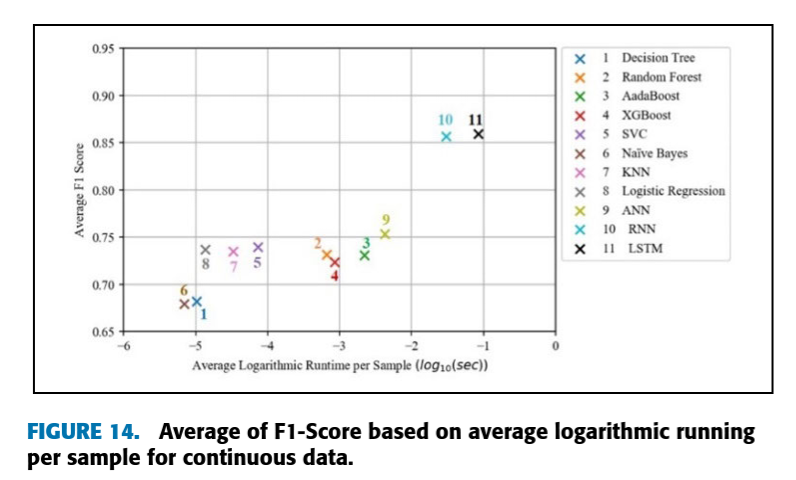 0.95
0.90
0.85
0.80
0.75
0.70
0.65
Average F1 Score
10 11
9
2 3
8 7 5
4
6
1
−6 −5 −4 −3 −2 −1 0
Average Logarithmic Runtime per Sample (log₁₀(sec))
1 Decision Tree
2 Random Forest
3 AadaBoost
4 XGBoost
5 SVC
6 Naïve Bayes
7 KNN
8 Logistic Regression
9 ANN
10 RNN
11 LSTM
FIGURE 14. Average of F1-Score based on average logarithmic running
per sample for continuous data.